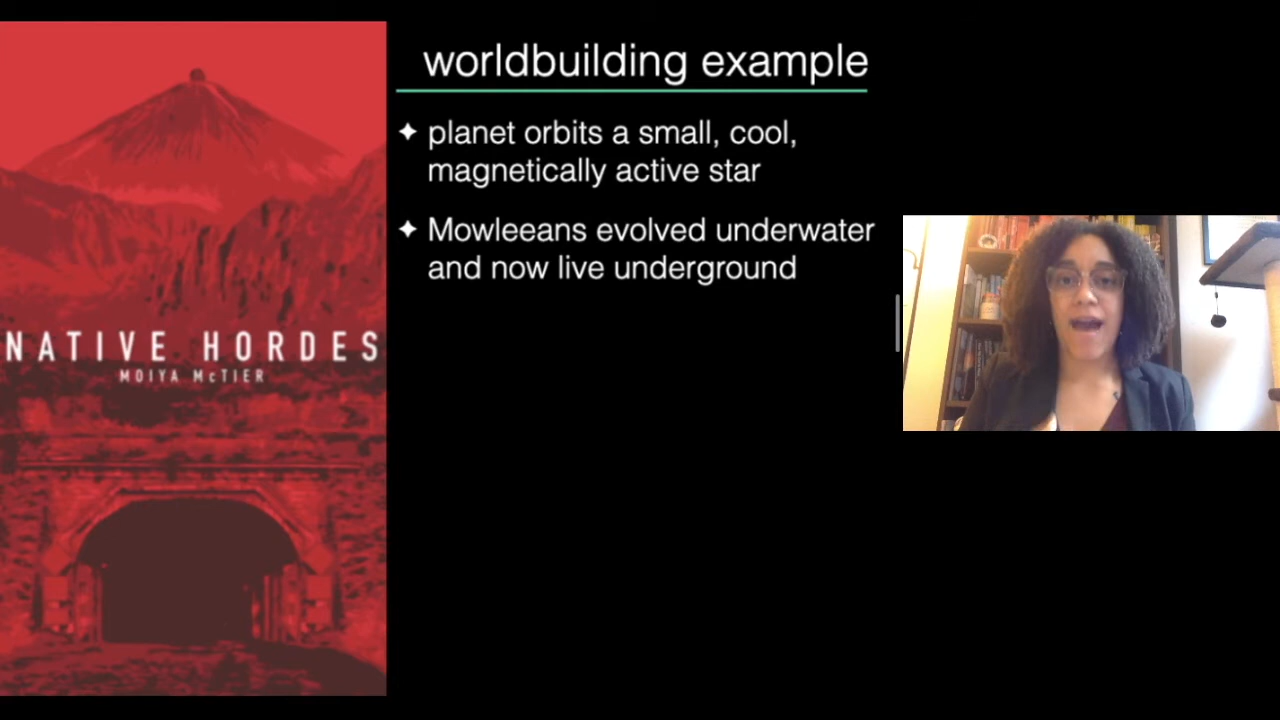 worldbuilding example
✦ planet orbits a small, cool,
magnetically active star
✦ Mowleeans evolved underwater
and now live underground
NATIVE HORDES
MOIYA McTIER